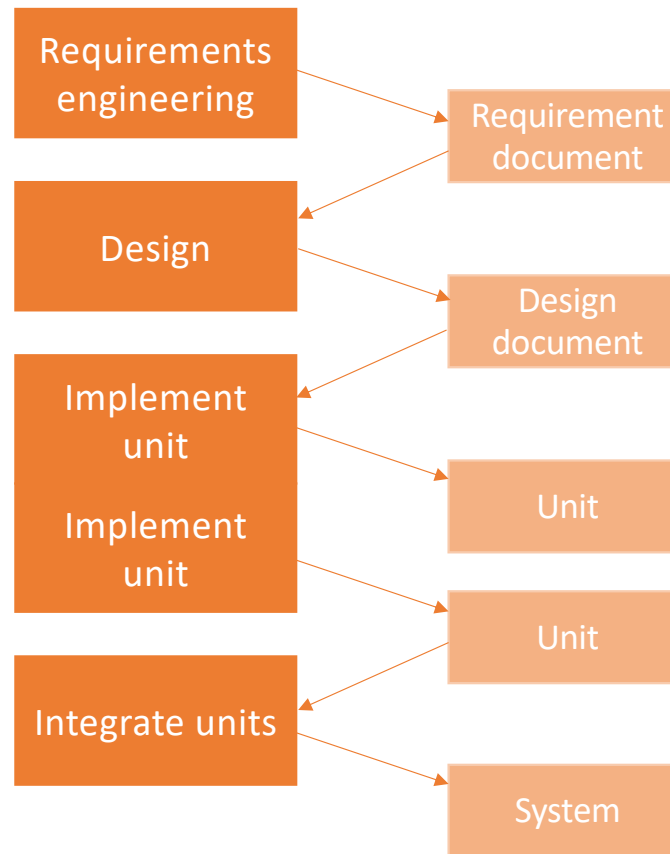 Requirements
engineering
Requirement
document
Design
Design
document
Implement
unit
Unit
Implement
unit
Unit
Integrate units
System